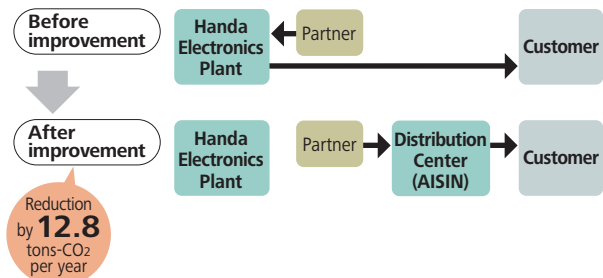 Before
improvement
Handa
Electronics
Plant
Partner
Customer
After
improvement
Handa
Electronics
Plant
Partner
Distribution
Center
(AISIN)
Customer
Reduction
by 12.8
tons-CO2
per year